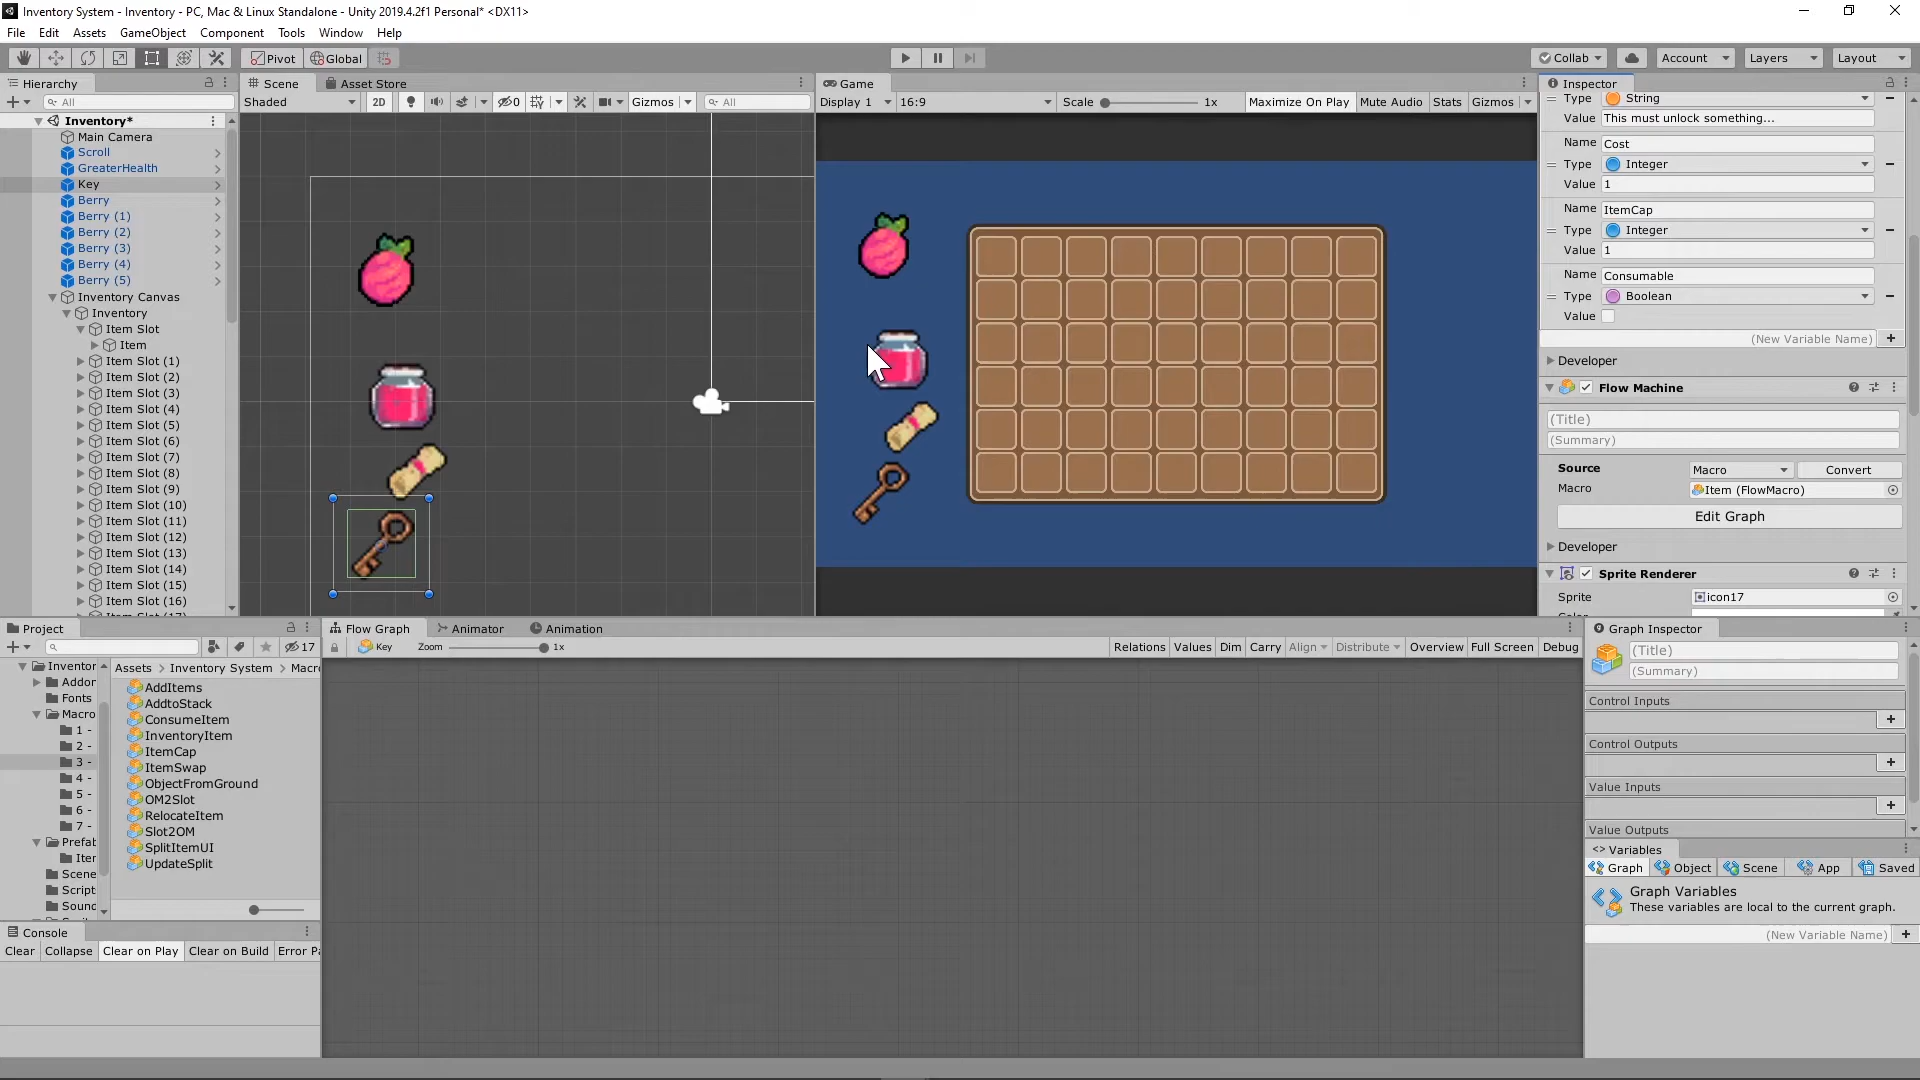 Inventory System - Inventory - PC, Mac & Linux Standalone - Unity 2019.4.2f1 Personal* <DX11>
File Edit Assets GameObject Component Tools Window Help
Pivot Global Collab Account Layers Layout
Hierarchy
All
Inventory*
Main Camera
Scroll
GreaterHealth
Key
Berry
Berry (1)
Berry (2)
Berry (3)
Berry (4)
Berry (5)
Inventory Canvas
Inventory
Item Slot
Item
Item Slot (1)
Item Slot (2)
Item Slot (3)
Item Slot (4)
Item Slot (5)
Item Slot (6)
Item Slot (7)
Item Slot (8)
Item Slot (9)
Item Slot (10)
Item Slot (11)
Item Slot (12)
Item Slot (13)
Item Slot (14)
Item Slot (15)
Item Slot (16)
Scene Asset Store
Shaded 2D 0 Gizmos All
Game
Display 1 16:9 Scale 1x Maximize On Play Mute Audio Stats Gizmos
Inspector
Type String
Value This must unlock something...
Name Cost
Type Integer
Value 1
Name ItemCap
Type Integer
Value 1
Name Consumable
Type Boolean
Value
(New Variable Name)
Developer
Flow Machine
(Title)
(Summary)
Source Macro Convert
Macro Item (FlowMacro)
Edit Graph
Developer
Sprite Renderer
Sprite icon17
Project
17
Inventor
Addor
Fonts
Macro
1 -
2 -
3 -
4 -
5 -
6 -
7 -
Prefab
Iter
Scene
Script
Sound
Assets > Inventory System > Macro
AddItems
AddtoStack
ConsumeItem
InventoryItem
ItemCap
ItemSwap
ObjectFromGround
OM2Slot
RelocateItem
Slot2OM
SplitItemUI
UpdateSplit
Console
Clear Collapse Clear on Play Clear on Build Error Pa
Flow Graph Animator Animation
Key Zoom 1x Relations Values Dim Carry Align Distribute Overview Full Screen Debug
Graph Inspector
(Title)
(Summary)
Control Inputs
Control Outputs
Value Inputs
Value Outputs
Variables
Graph Object Scene App Saved
Graph Variables
These variables are local to the current graph.
(New Variable Name)